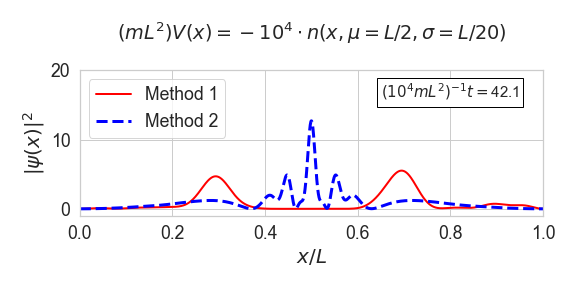 (mL²)V(x) = −10⁴ · n(x, μ = L/2, σ = L/20)
20
10
0
|ψ(x)|²
Method 1
Method 2
(10⁴mL²)⁻¹t = 42.1
0.0 0.2 0.4 0.6 0.8 1.0
x/L